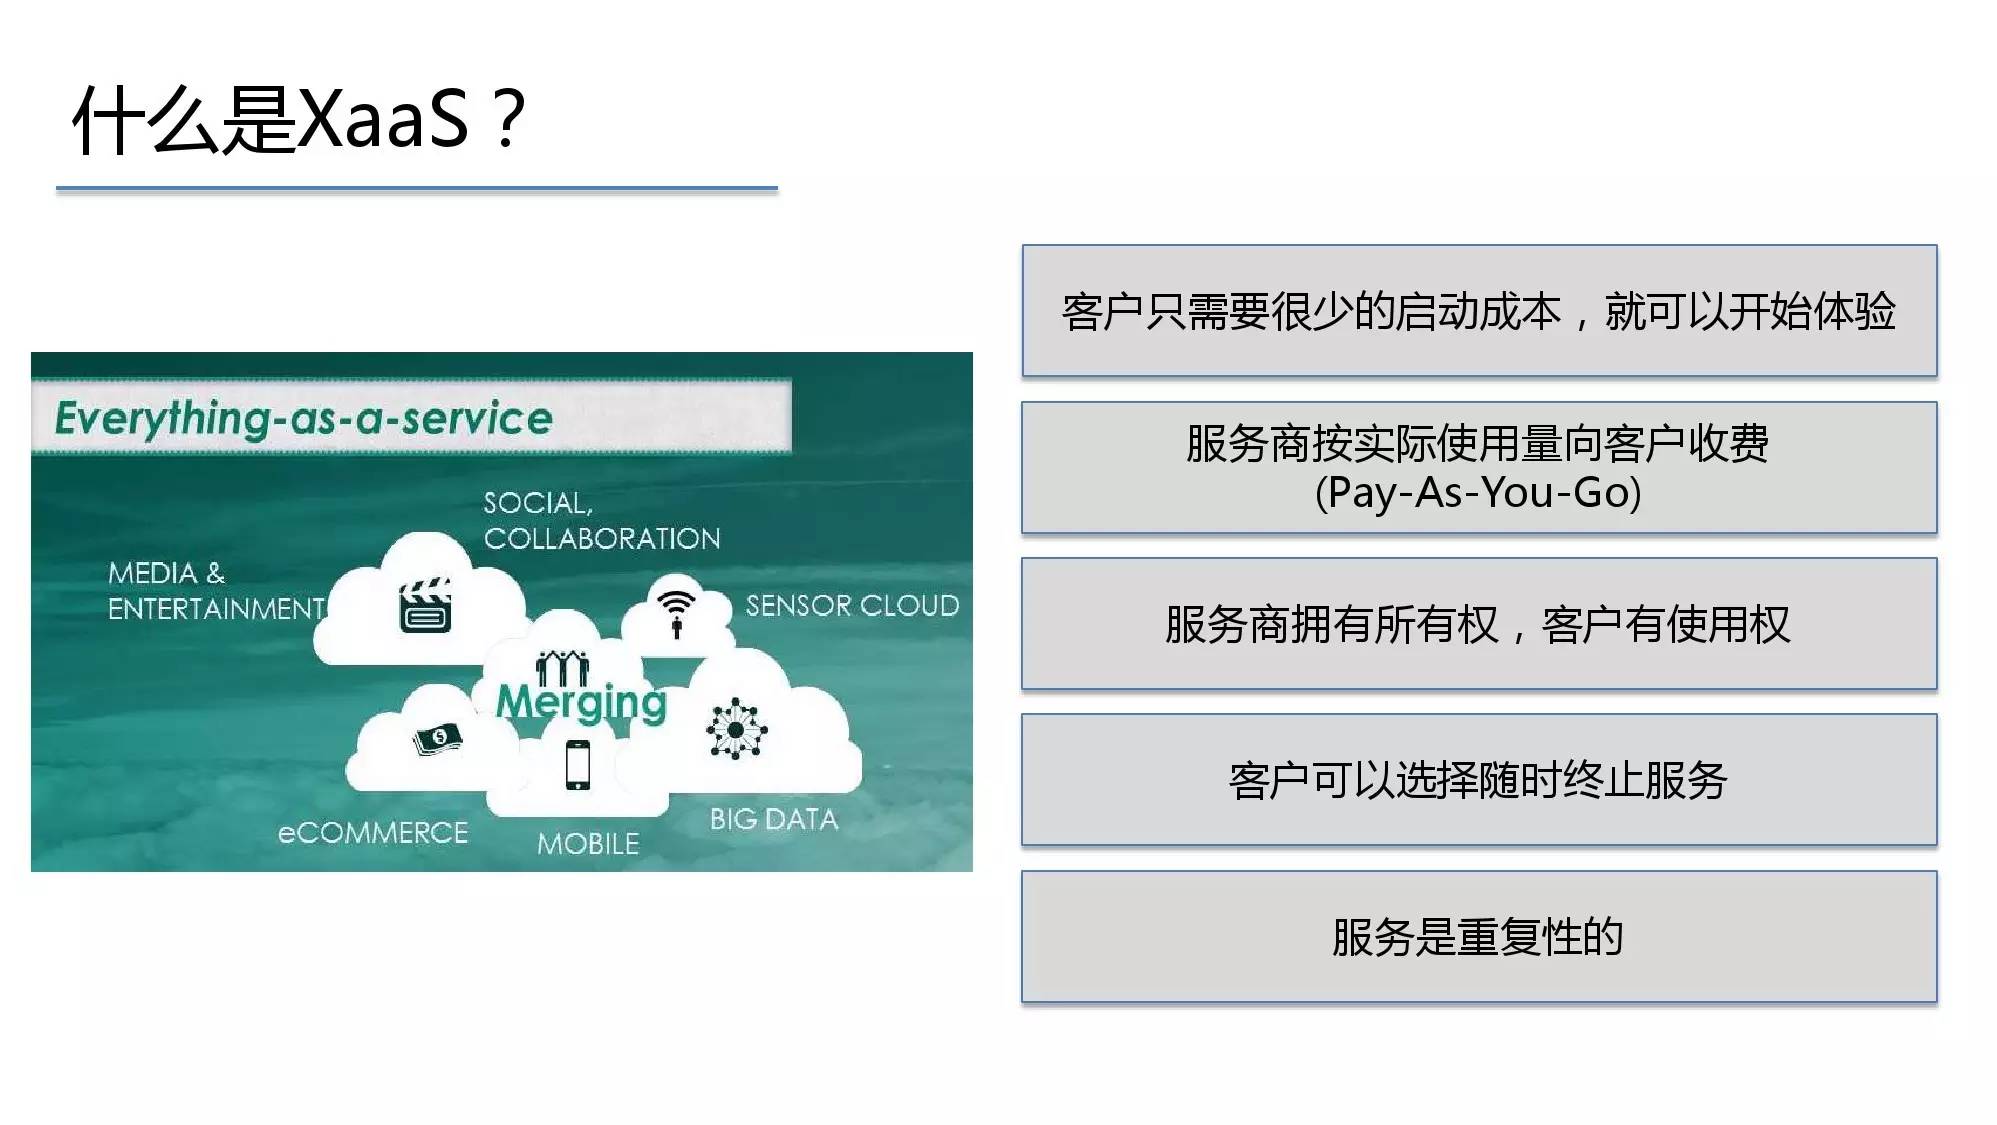 什么是XaaS？
Everything-as-a-service
SOCIAL,
COLLABORATION
MEDIA &
ENTERTAINMENT
SENSOR CLOUD
Merging
eCOMMERCE
MOBILE
BIG DATA
客户只需要很少的启动成本，就可以开始体验
服务商按实际使用量向客户收费
(Pay-As-You-Go)
服务商拥有所有权，客户有使用权
客户可以选择随时终止服务
服务是重复性的